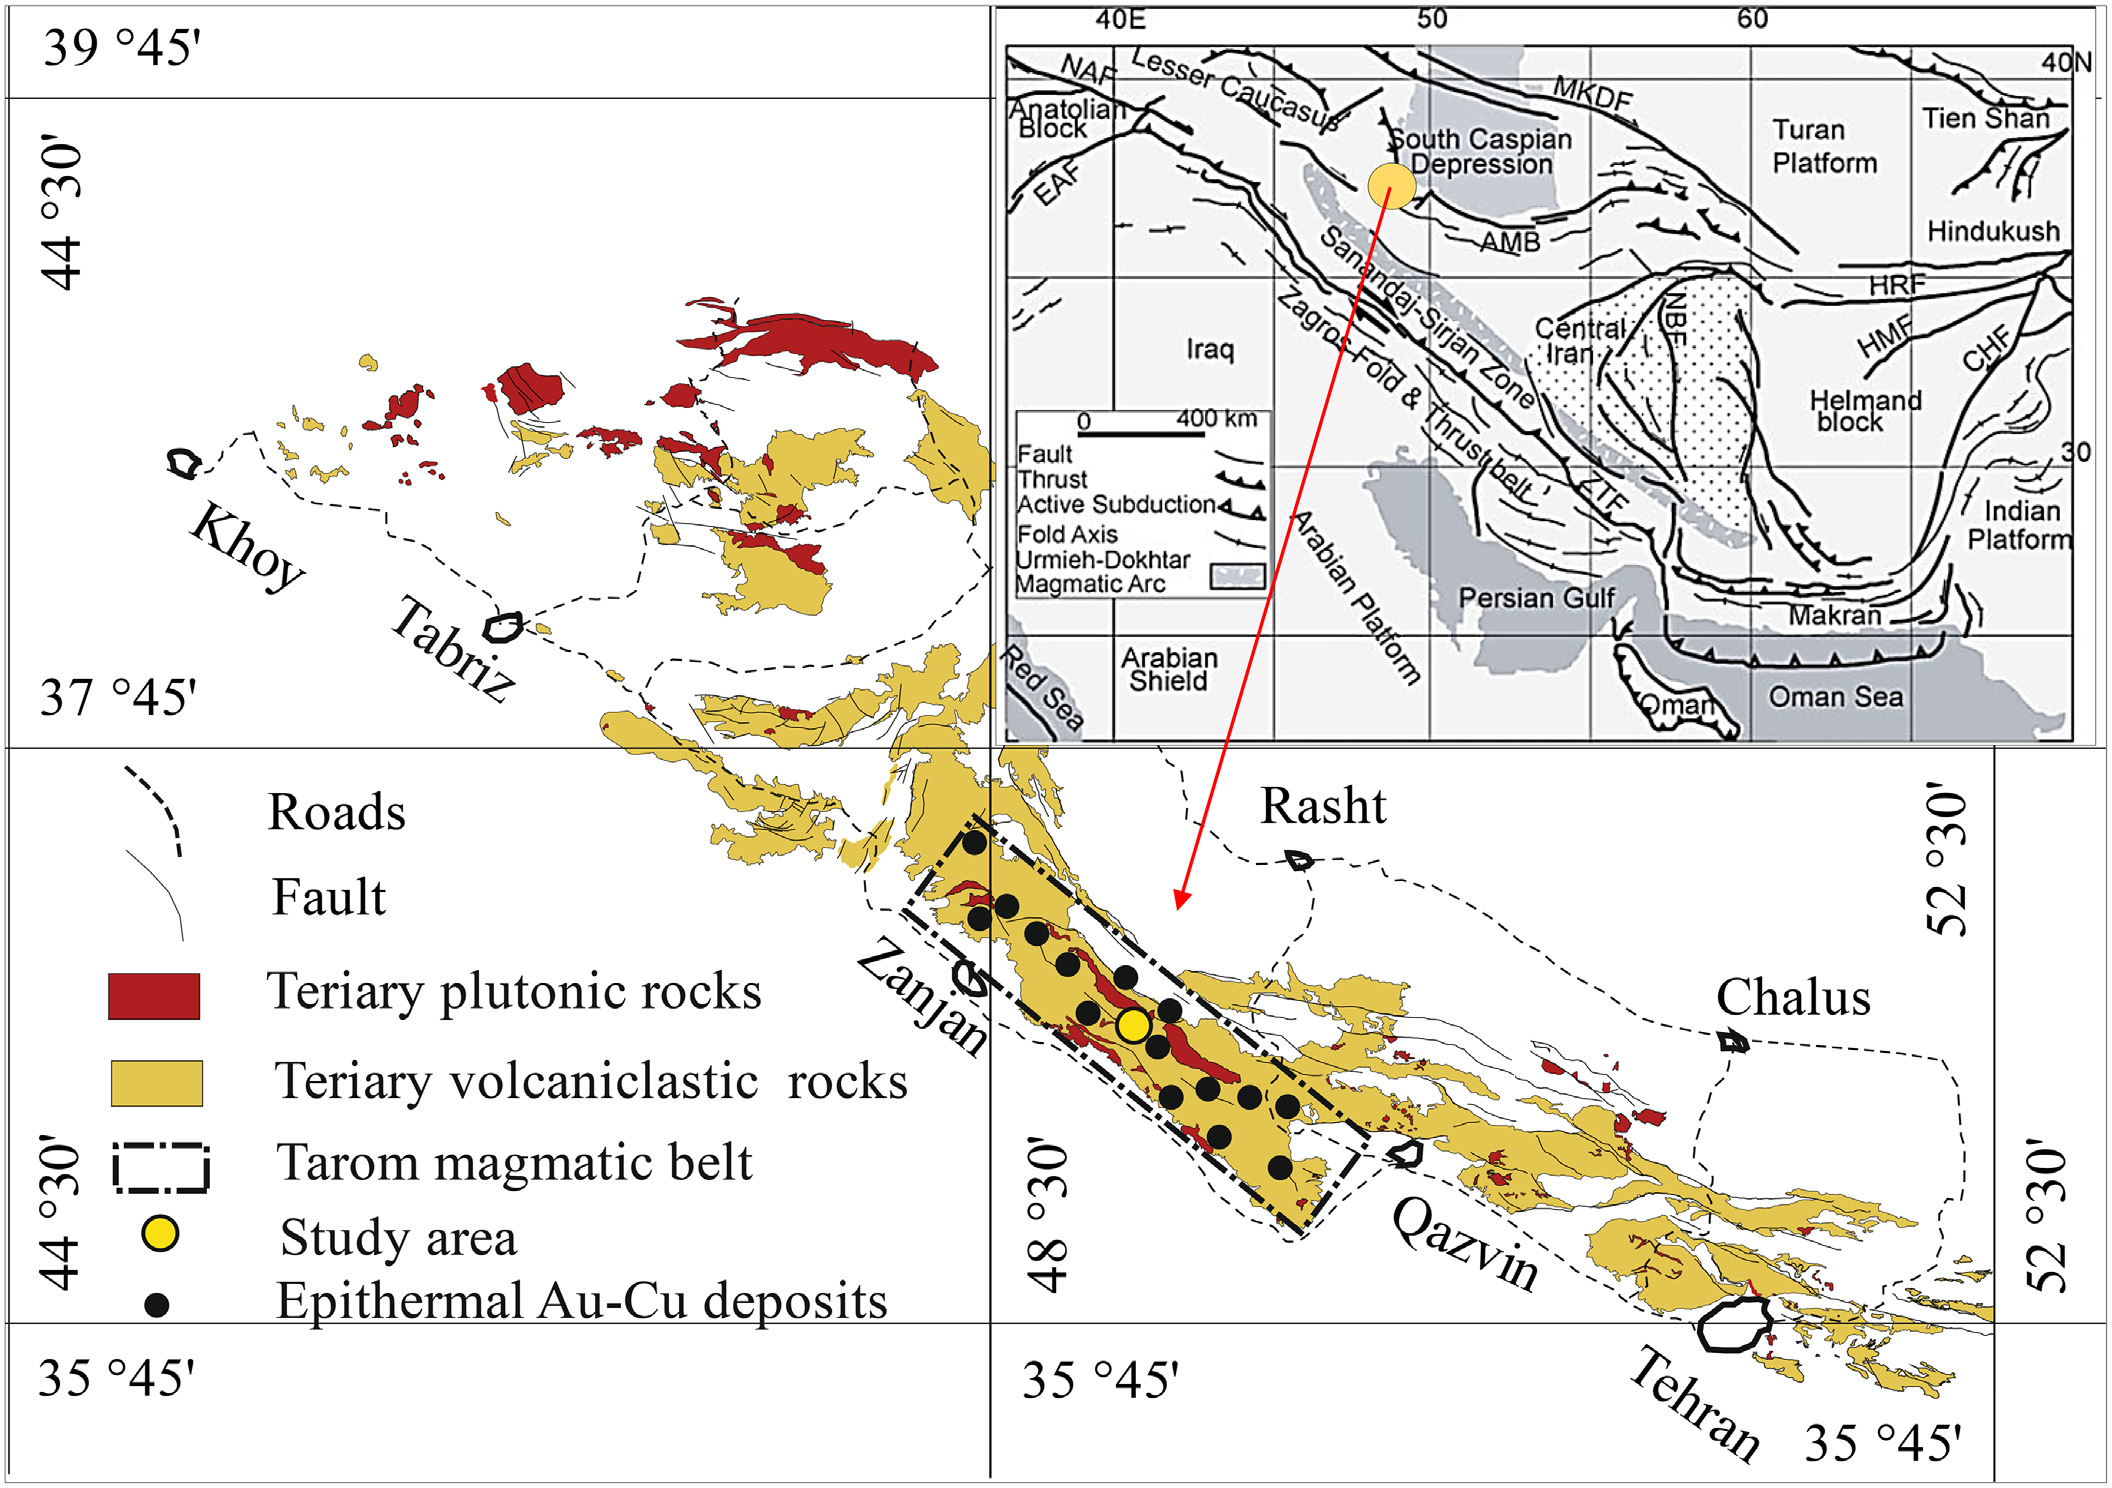 39 °45'
44 °30'
Khoy
Tabriz
37 °45'
40E
50
60
40N
NAF
Lesser Caucasus
MKDF
Anatolian
Block
South Caspian
Depression
Turan
Platform
Tien Shan
EAF
AMB
Hindukush
Sanandaj-Sirjan Zone
HRF
Zagros Fold & Thrust belt
Central
Iran
NBF
HMF
CHF
Iraq
Helmand
block
0 400 km
Fault
Thrust
Active Subduction
Fold Axis
Urmieh-Dokhtar
Magmatic Arc
30
ZTF
Indian
Platform
Arabian Platform
Persian Gulf
Makran
Arabian
Shield
Red Sea
Oman
Oman Sea
Roads
Fault
Teriary plutonic rocks
Teriary volcaniclastic rocks
Tarom magmatic belt
Study area
Epithermal Au-Cu deposits
44 °30'
35 °45'
Rasht
52 °30'
Zanjan
Chalus
48 °30'
Qazvin
52 °30'
35 °45'
Tehran
35 °45'